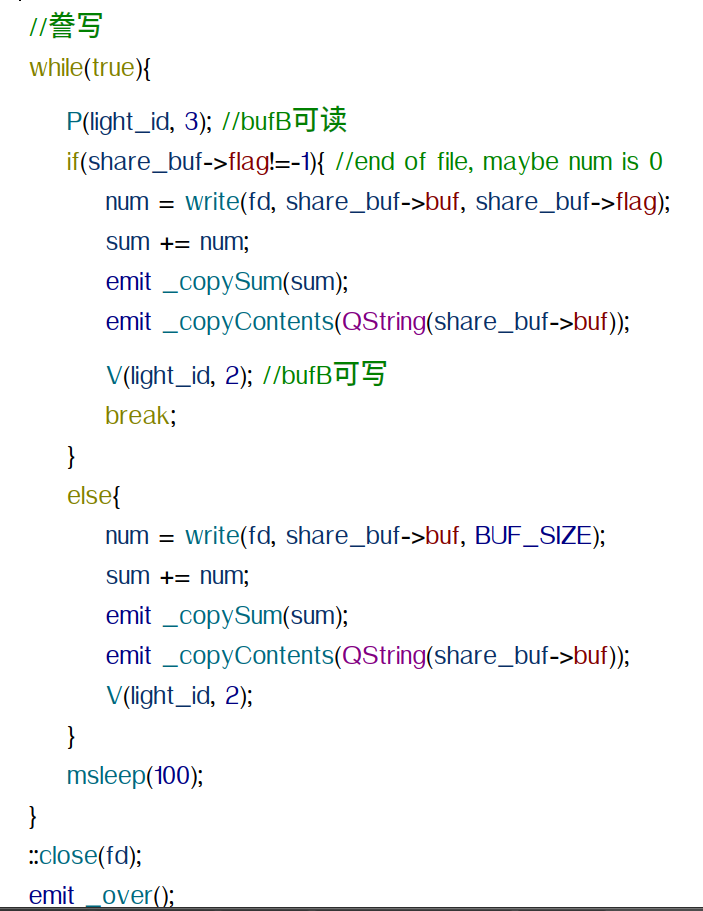 //誊写
while(true){
P(light_id, 3); //bufB可读
if(share_buf->flag!=-1){ //end of file, maybe num is 0
num = write(fd, share_buf->buf, share_buf->flag);
sum += num;
emit _copySum(sum);
emit _copyContents(QString(share_buf->buf));
V(light_id, 2); //bufB可写
break;
}
else{
num = write(fd, share_buf->buf, BUF_SIZE);
sum += num;
emit _copySum(sum);
emit _copyContents(QString(share_buf->buf));
V(light_id, 2);
}
msleep(100);
}
::close(fd);
emit _over();